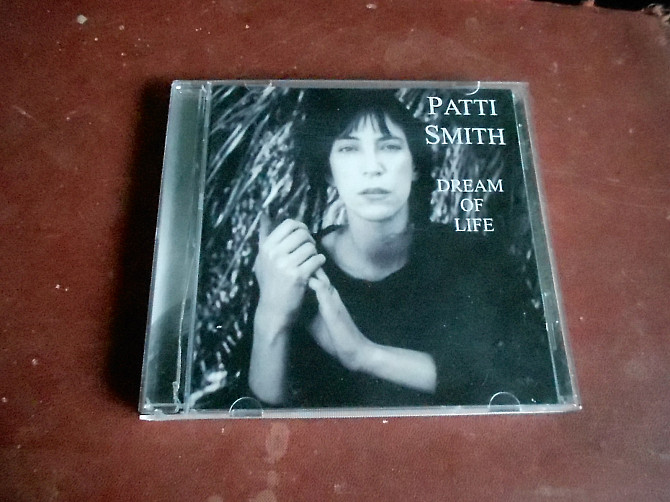 PATTI
SMITH
DREAM
OF
LIFE